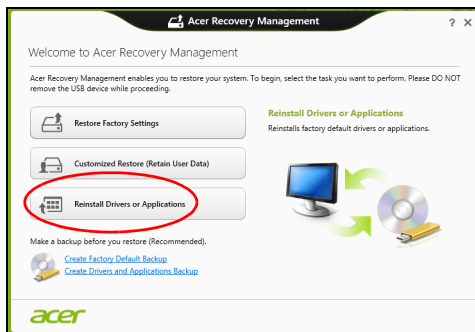 Acer Recovery Management
? ×
Welcome to Acer Recovery Management
Acer Recovery Management enables you to restore your system. To begin, select the task you want to perform. Please DO NOT
remove the USB device while proceeding.
Restore Factory Settings
Customized Restore (Retain User Data)
Reinstall Drivers or Applications
Reinstall Drivers or Applications
Reinstalls factory default drivers or applications.
Make a backup before you restore (Recommended).
Create Factory Default Backup
Create Drivers and Applications Backup
acer